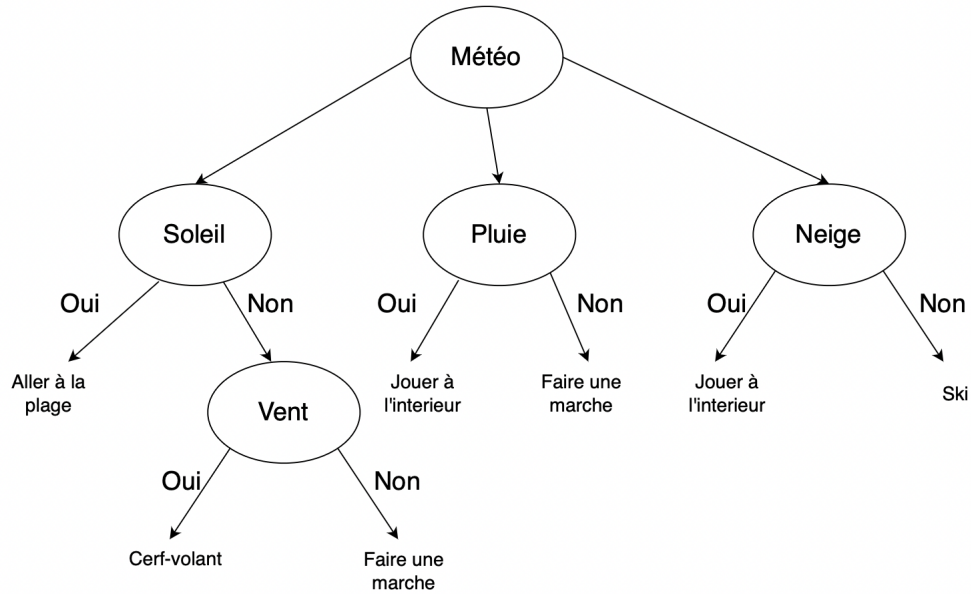 Météo
Soleil
Pluie
Neige
Oui
Non
Oui
Non
Oui
Non
Aller à la
plage
Vent
Jouer à
l'interieur
Faire une
marche
Jouer à
l'interieur
Ski
Oui
Non
Cerf-volant
Faire une
marche